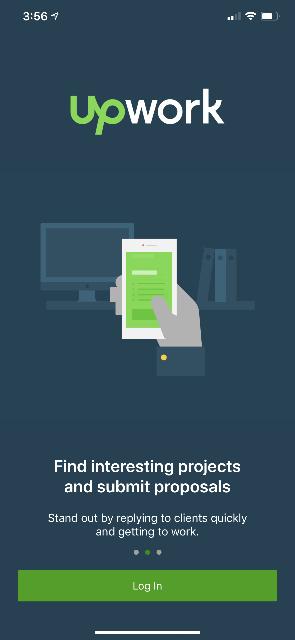 3:56
upwork
Find interesting projects
and submit proposals
Stand out by replying to clients quickly
and getting to work.
Log In